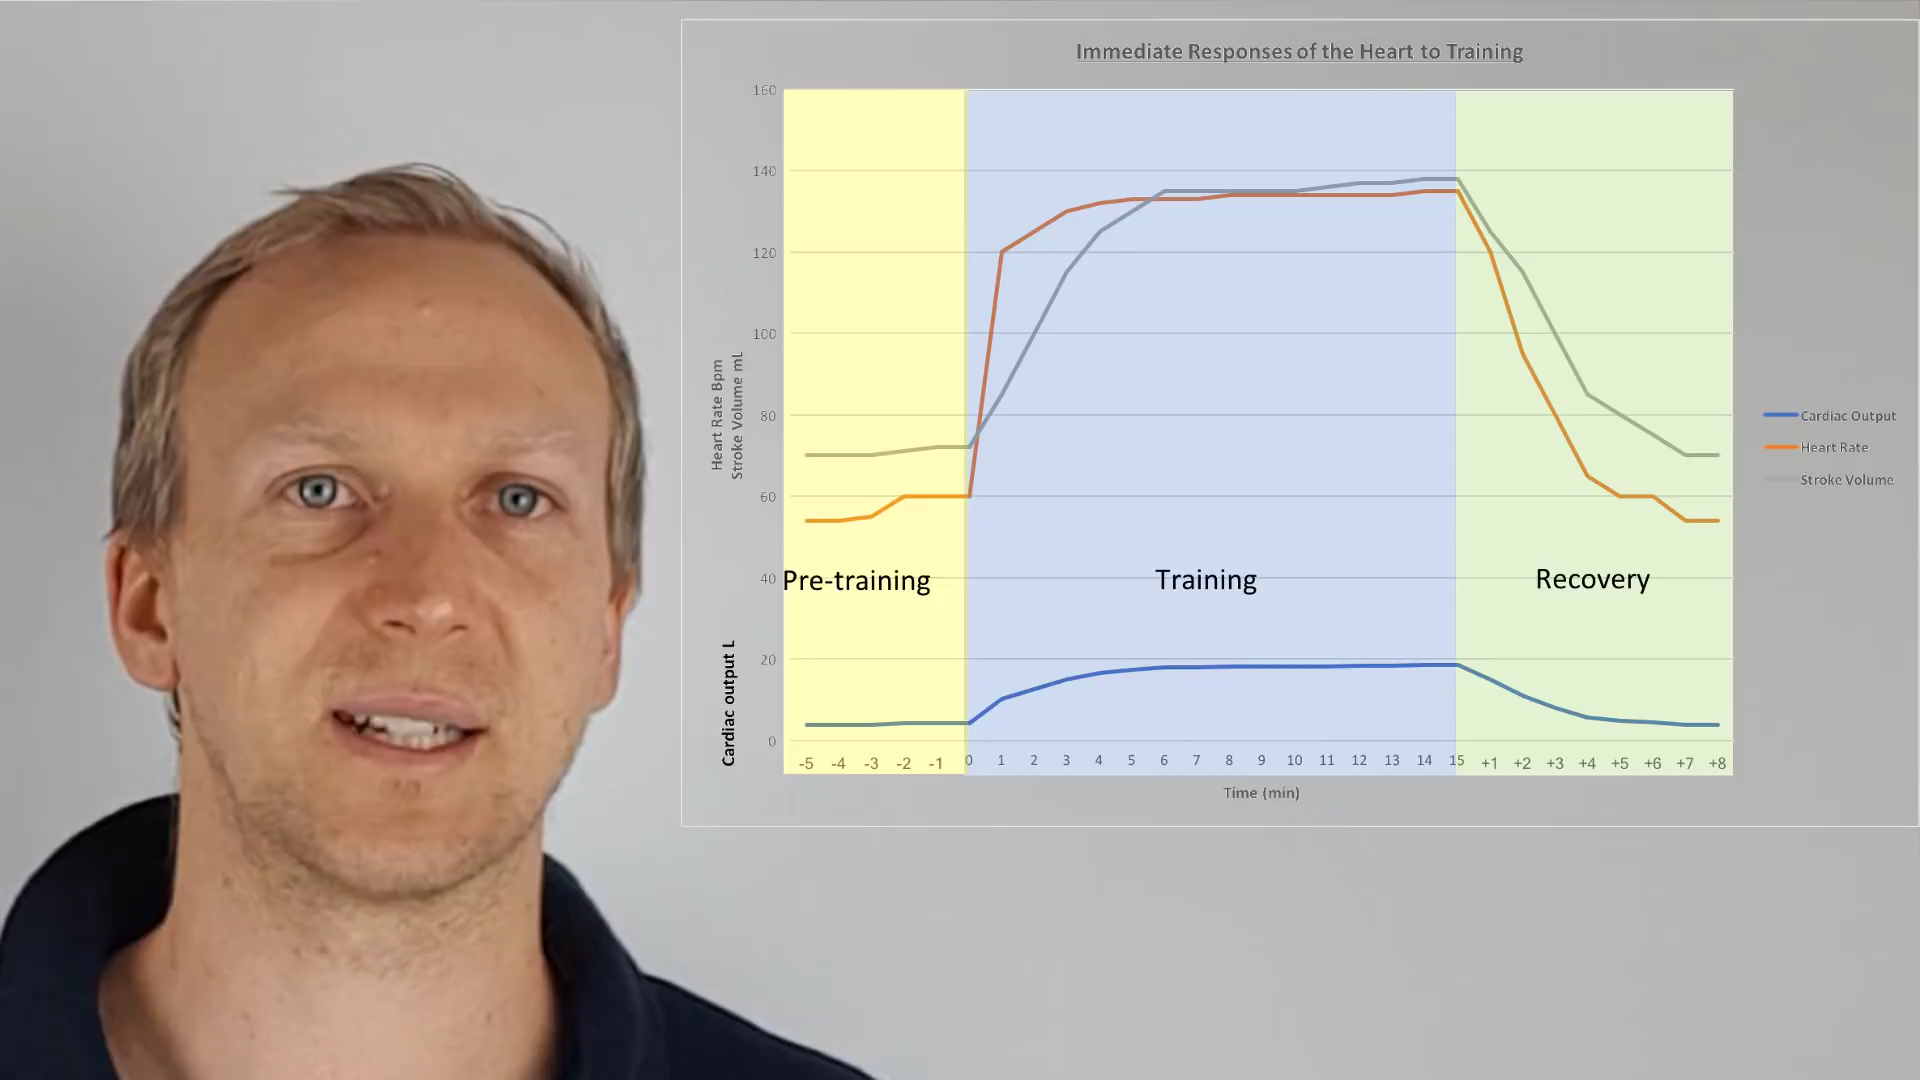 Immediate Responses of the Heart to Training
160
140
120
100
80
60
40
20
0
Heart Rate Bpm
Stroke Volume mL
Cardiac output L
Pre-training
Training
Recovery
-5 -4 -3 -2 -1 0 1 2 3 4 5 6 7 8 9 10 11 12 13 14 15 +1 +2 +3 +4 +5 +6 +7 +8
Time (min)
Cardiac Output
Heart Rate
Stroke Volume